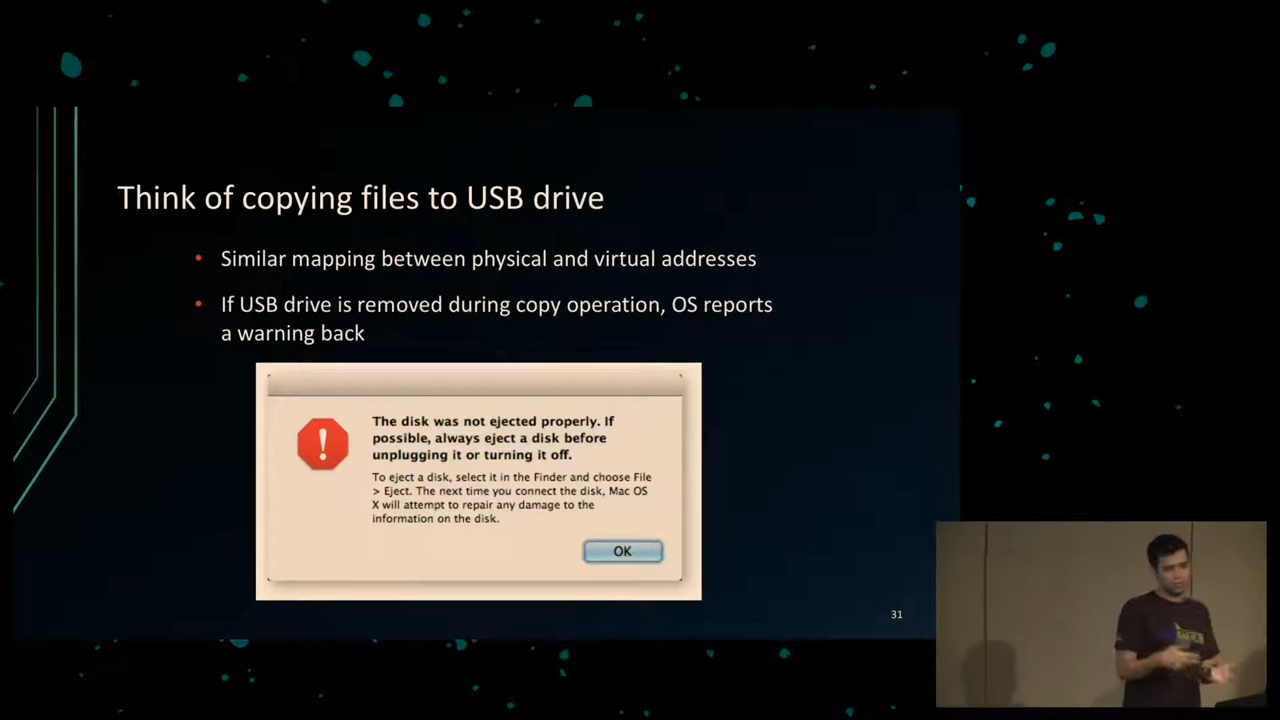 Think of copying files to USB drive
• Similar mapping between physical and virtual addresses
• If USB drive is removed during copy operation, OS reports
a warning back
The disk was not ejected properly. If
possible, always eject a disk before
unplugging it or turning it off.
To eject a disk, select it in the Finder and choose File
> Eject. The next time you connect the disk, Mac OS
X will attempt to repair any damage to the
information on the disk.
OK
31